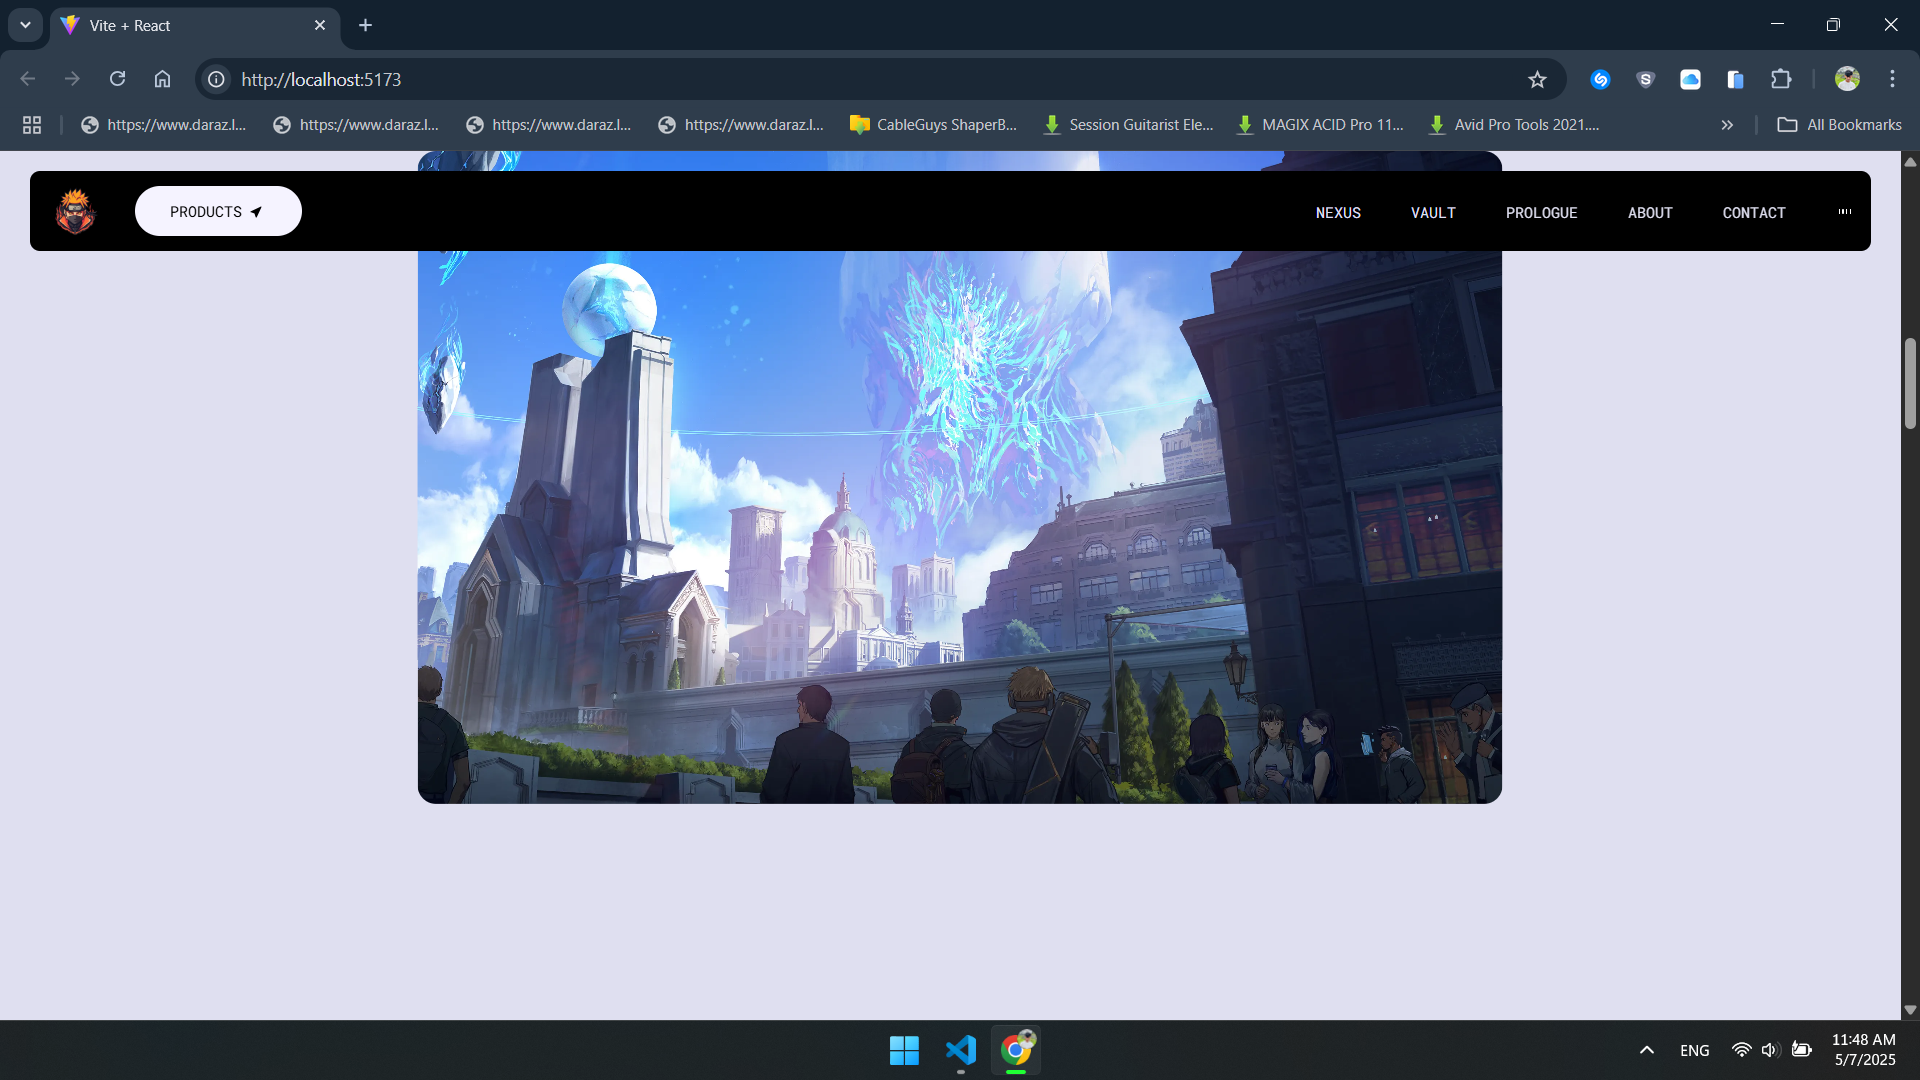 Vite + React
http://localhost:5173
https://www.daraz.l...
https://www.daraz.l...
https://www.daraz.l...
https://www.daraz.l...
CableGuys ShaperB...
Session Guitarist Ele...
MAGIX ACID Pro 11...
Avid Pro Tools 2021....
All Bookmarks
PRODUCTS
NEXUS
VAULT
PROLOGUE
ABOUT
CONTACT
ENG
11:48 AM
5/7/2025